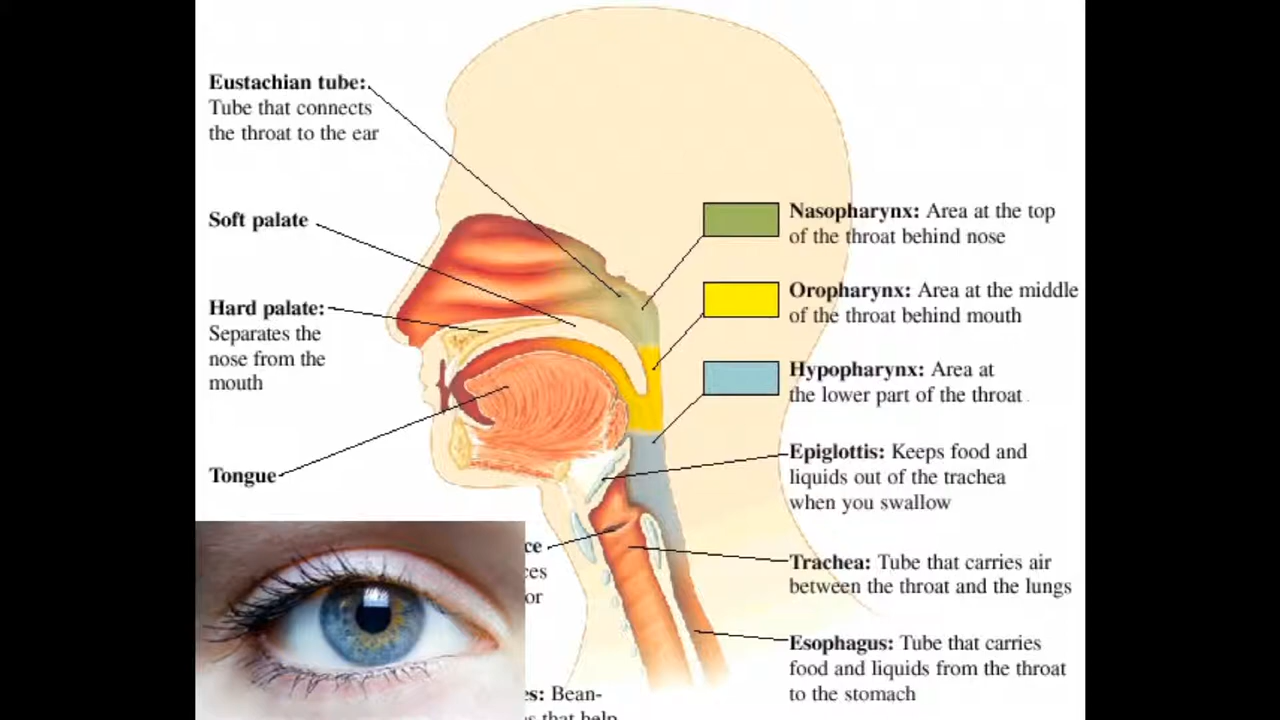 Eustachian tube:
Tube that connects
the throat to the ear
Soft palate
Hard palate:
Separates the
nose from the
mouth
Tongue
Nasopharynx: Area at the top
of the throat behind nose
Oropharynx: Area at the middle
of the throat behind mouth
Hypopharynx: Area at
the lower part of the throat
Epiglottis: Keeps food and
liquids out of the trachea
when you swallow
Trachea: Tube that carries air
between the throat and the lungs
Esophagus: Tube that carries
food and liquids from the throat
to the stomach
ce
ces
or
es: Bean-
s that help